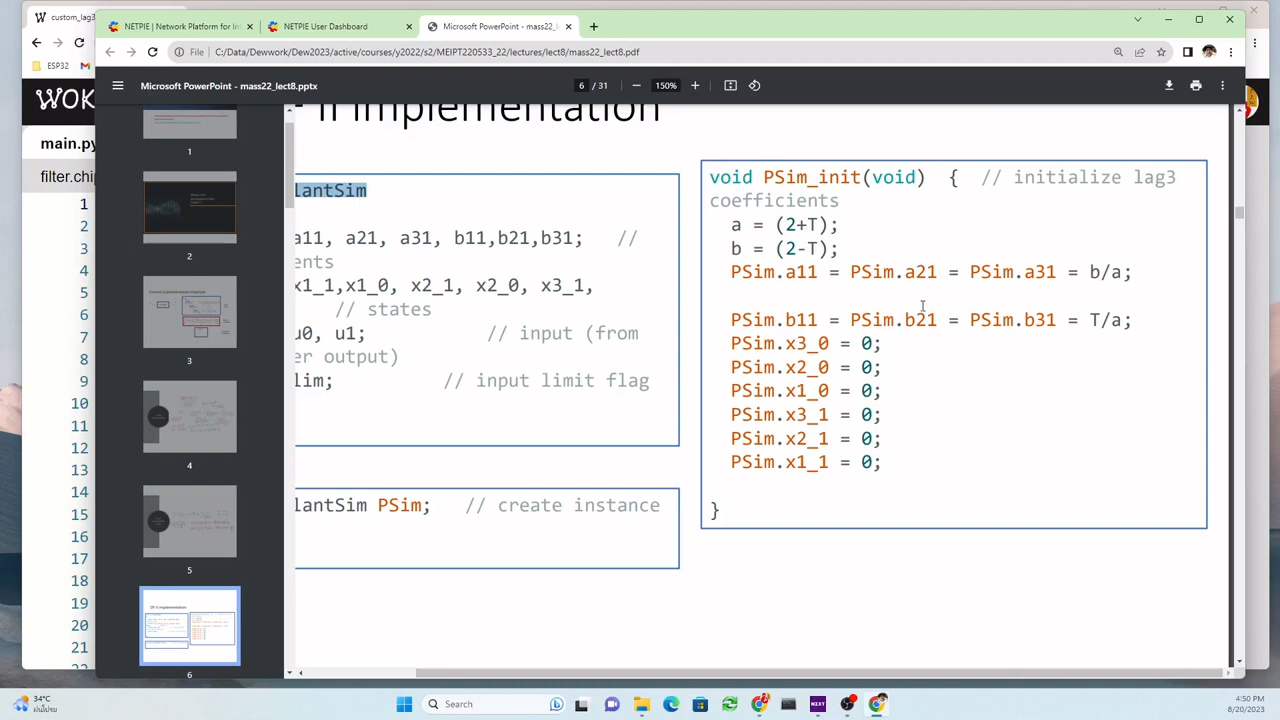 custom_lag3
NETPIE | Network Platform for In
NETPIE User Dashboard
Microsoft PowerPoint - mass22_l
File
C:/Data/Dewwork/Dew2023/active/courses/y2022/s2/MEIPT220533_22/lectures/lect8/mass22_lect8.pdf
ESP32
Microsoft PowerPoint - mass22_lect8.pptx
6 / 31
150%
WOK
main.py
filter.chip
1
2
3
4
5
6
7
8
9
10
11
12
13
14
15
16
17
18
19
20
21
1
2
3
4
5
6
implementation
lantSim
a11, a21, a31, b11,b21,b31; //
ents
x1_1,x1_0, x2_1, x2_0, x3_1,
// states
u0, u1; // input (from
er output)
lim; // input limit flag
lantSim PSim; // create instance
void PSim_init(void) { // initialize lag3
coefficients
a = (2+T);
b = (2-T);
PSim.a11 = PSim.a21 = PSim.a31 = b/a;
PSim.b11 = PSim.b21 = PSim.b31 = T/a;
PSim.x3_0 = 0;
PSim.x2_0 = 0;
PSim.x1_0 = 0;
PSim.x3_1 = 0;
PSim.x2_1 = 0;
PSim.x1_1 = 0;
}
34°C
Search
NEXT
4:50 PM
8/20/2023